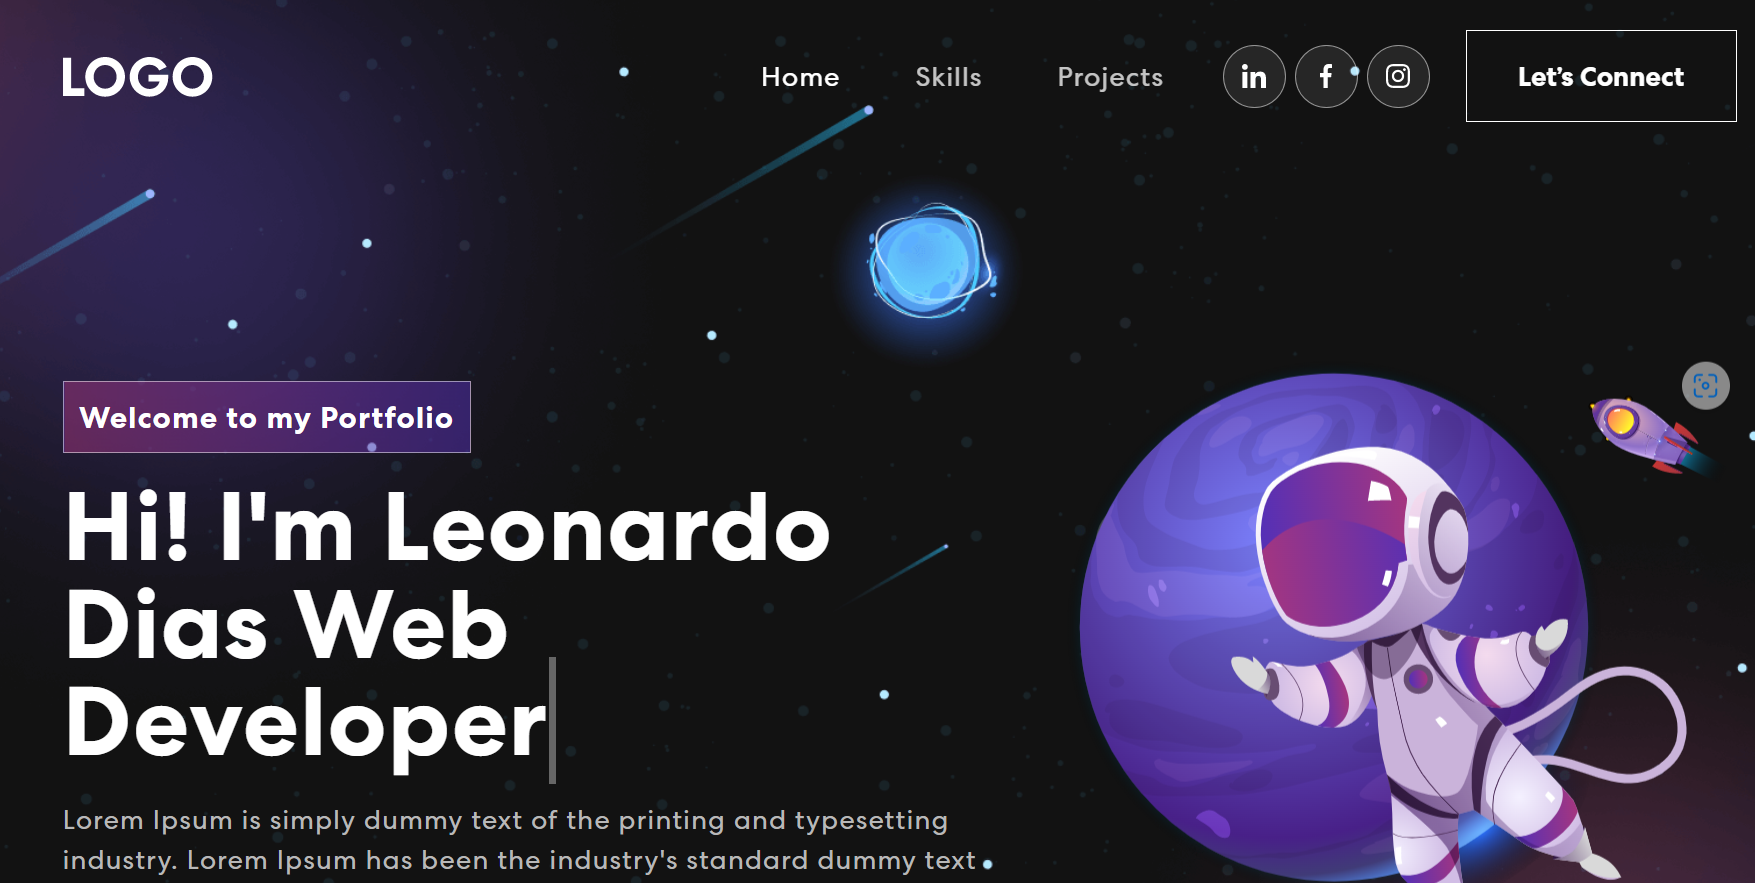 LOGO
Home Skills Projects in f Let’s Connect
Welcome to my Portfolio
Hi! I'm Leonardo
Dias Web
Developer
Lorem Ipsum is simply dummy text of the printing and typesetting
industry. Lorem Ipsum has been the industry's standard dummy text